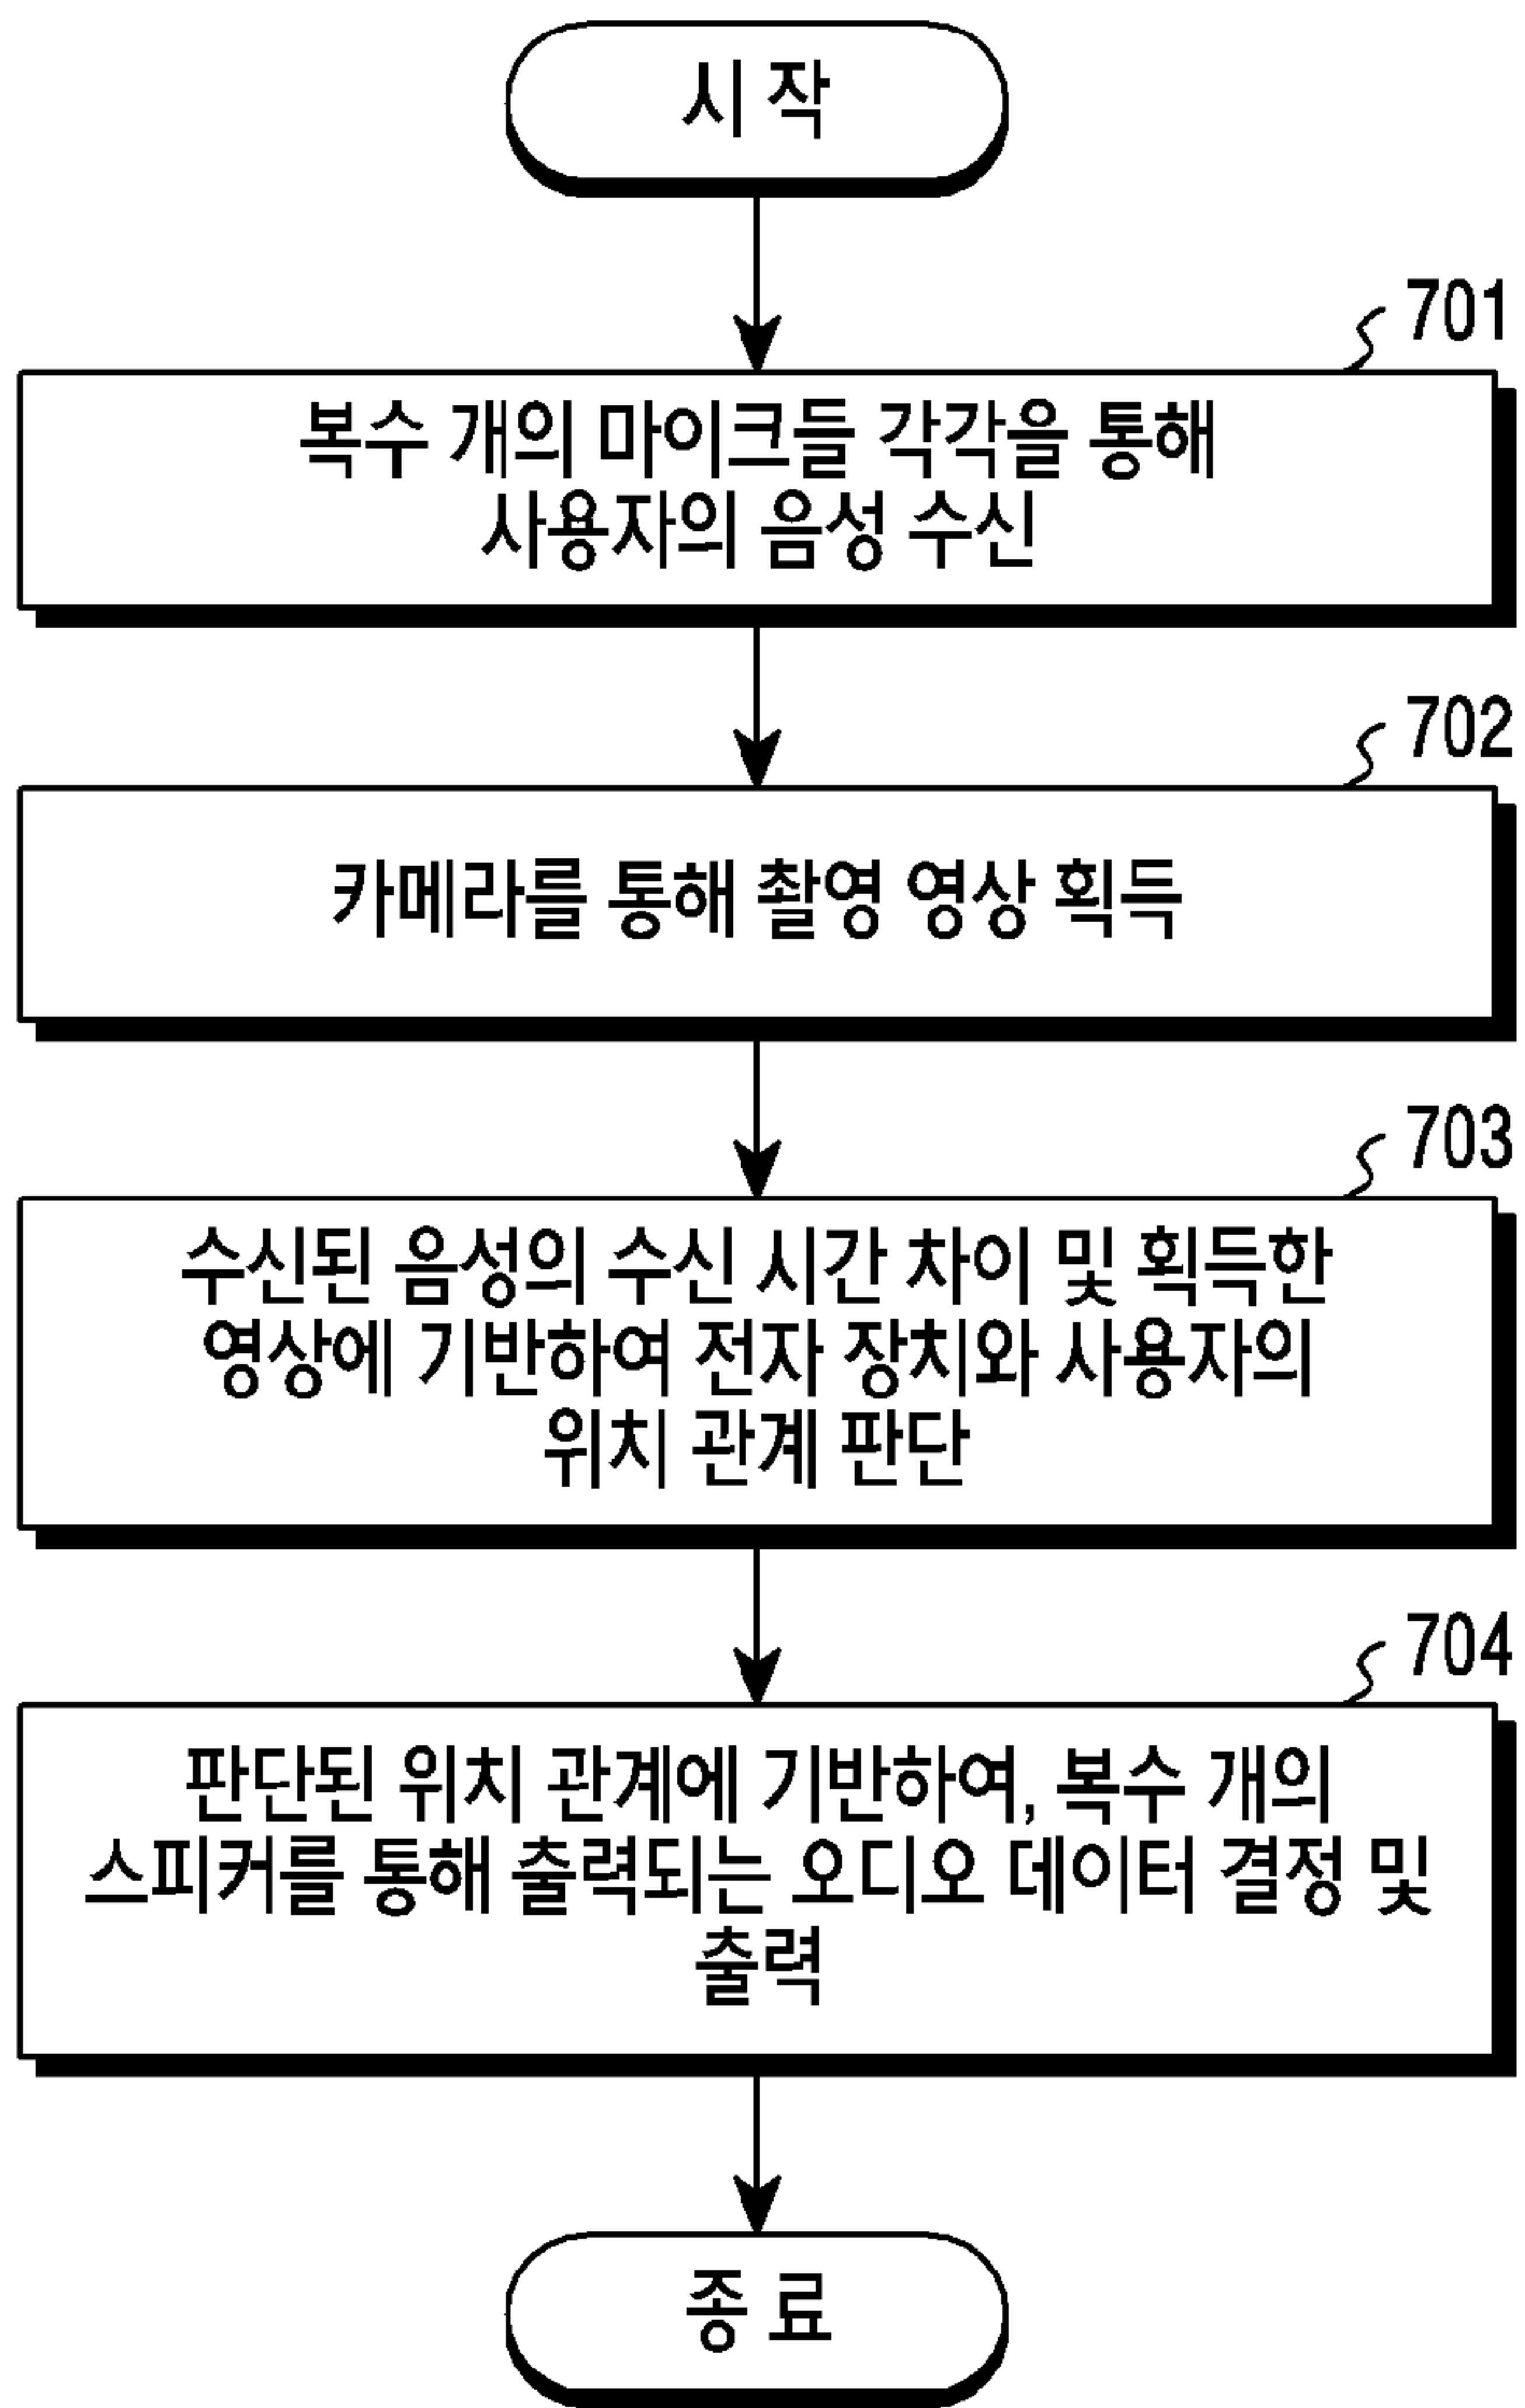 시 작
701
복수 개의 마이크들 각각을 통해
사용자의 음성 수신
702
카메라를 통해 촬영 영상 획득
703
수신된 음성의 수신 시간 차이 및 획득한
영상에 기반하여 전자 장치와 사용자의
위치 관계 판단
704
판단된 위치 관계에 기반하여, 복수 개의
스피커를 통해 출력되는 오디오 데이터 결정 및
출력
종 료